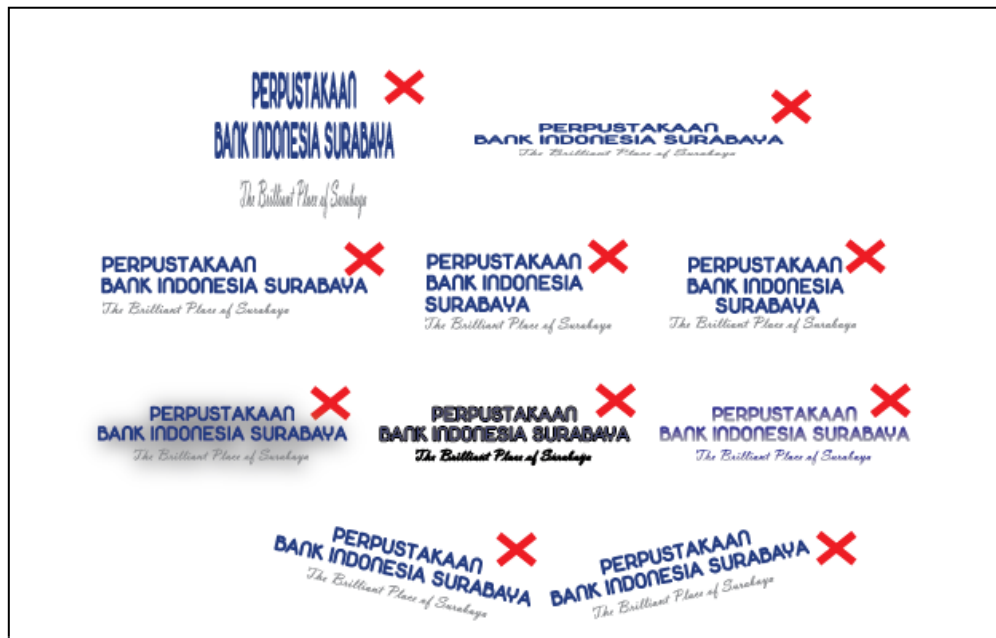 PERPUSTAKAAN
BANK INDONESIA SURABAYA
The Brilliant Place of Surabaya
PERPUSTAKAAN
BANK INDONESIA SURABAYA
The Brilliant Place of Surabaya
PERPUSTAKAAN
BANK INDONESIA SURABAYA
The Brilliant Place of Surabaya
PERPUSTAKAAN
BANK INDONESIA
SURABAYA
The Brilliant Place of Surabaya
PERPUSTAKAAN
BANK INDONESIA
SURABAYA
The Brilliant Place of Surabaya
PERPUSTAKAAN
BANK INDONESIA SURABAYA
The Brilliant Place of Surabaya
PERPUSTAKAAN
BANK INDONESIA SURABAYA
The Brilliant Place of Surabaya
PERPUSTAKAAN
BANK INDONESIA SURABAYA
The Brilliant Place of Surabaya
PERPUSTAKAAN
BANK INDONESIA SURABAYA
The Brilliant Place of Surabaya
PERPUSTAKAAN
BANK INDONESIA SURABAYA
The Brilliant Place of Surabaya